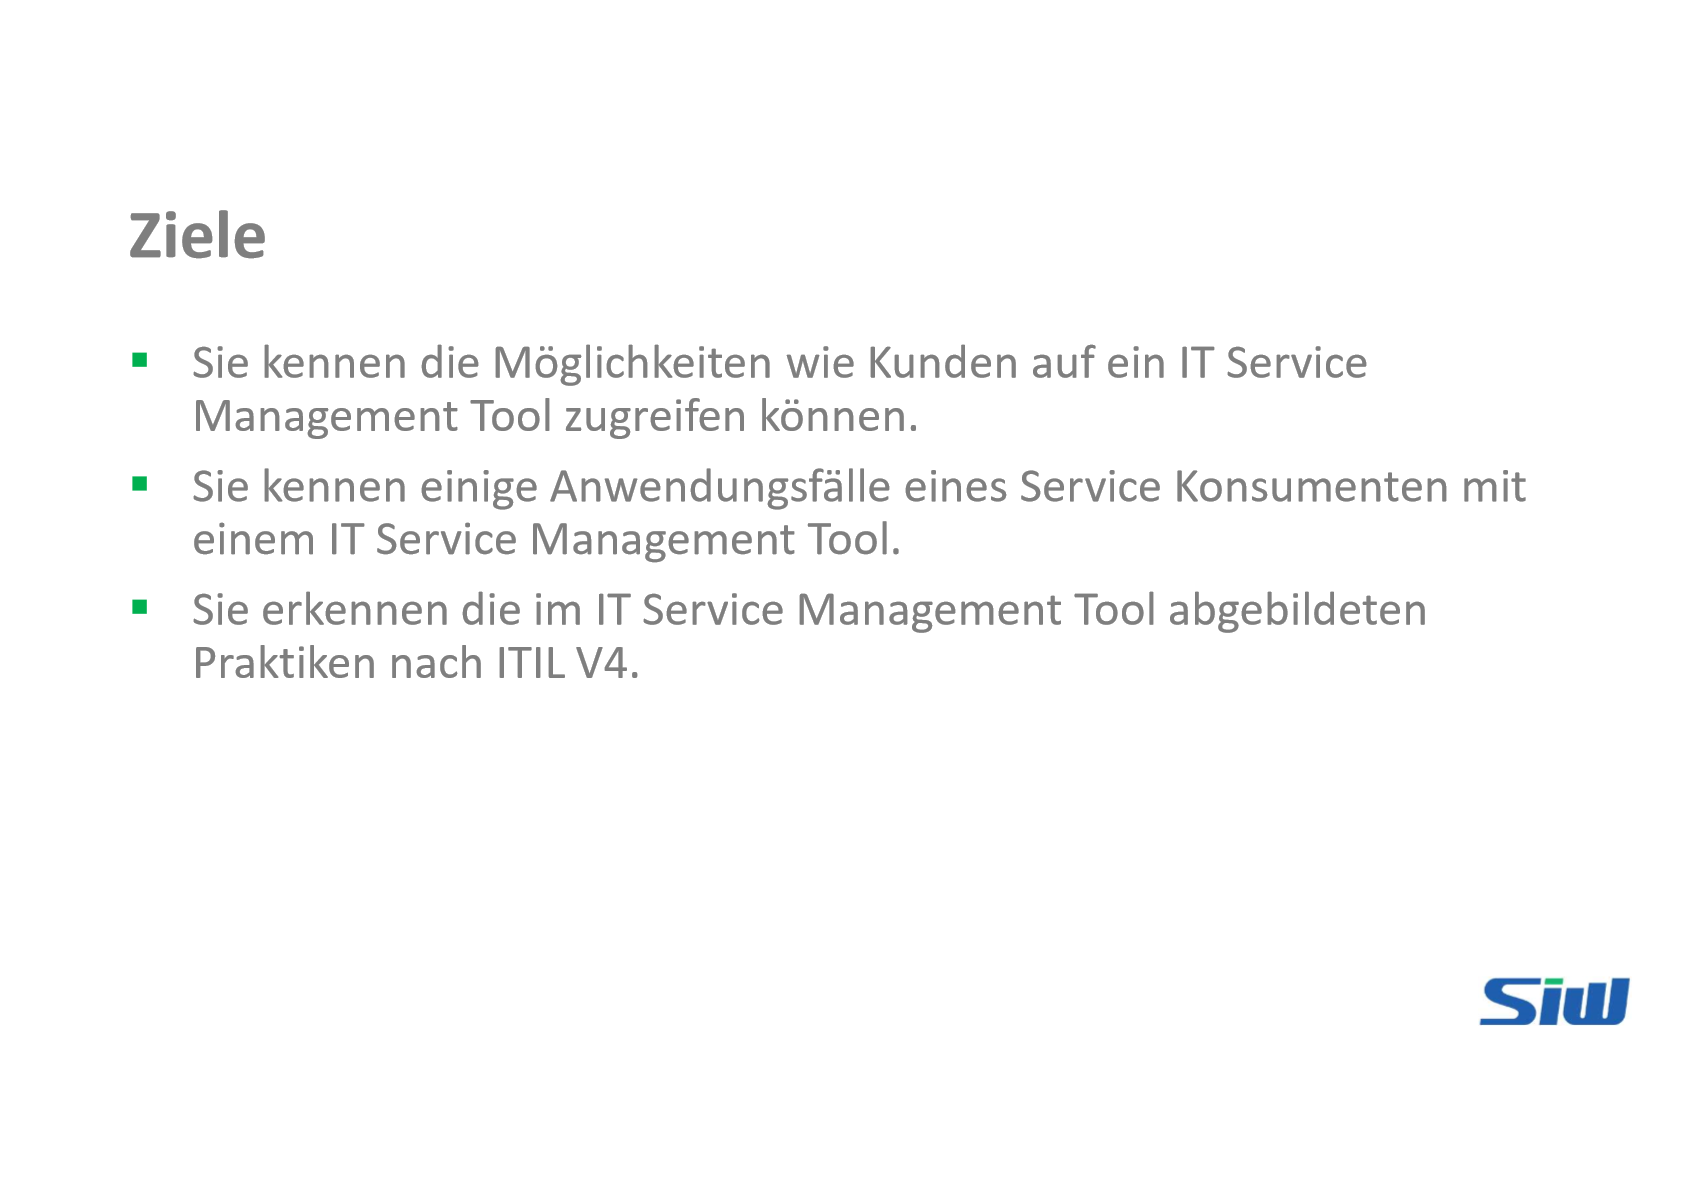 Ziele
▪ Sie kennen die Möglichkeiten wie Kunden auf ein IT Service
Management Tool zugreifen können.
▪ Sie kennen einige Anwendungsfälle eines Service Konsumenten mit
einem IT Service Management Tool.
▪ Sie erkennen die im IT Service Management Tool abgebildeten
Praktiken nach ITIL V4.
Siw